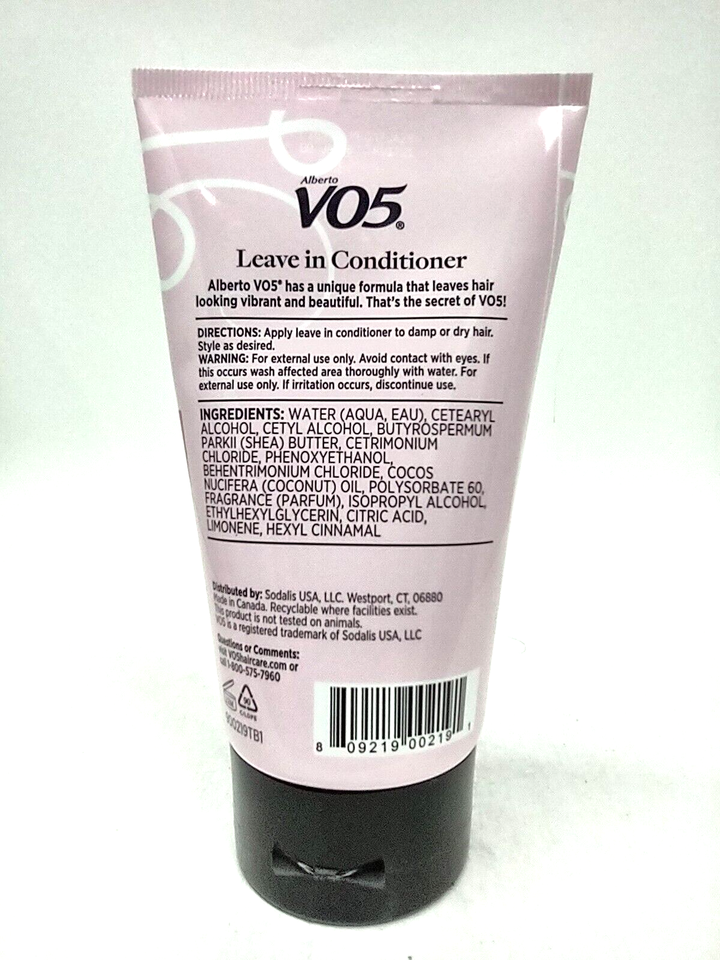 Alberto
VO5®
Leave in Conditioner
Alberto VO5® has a unique formula that leaves hair
looking vibrant and beautiful. That's the secret of VO5!
DIRECTIONS: Apply leave in conditioner to damp or dry hair.
Style as desired.
WARNING: For external use only. Avoid contact with eyes. If
this occurs wash affected area thoroughly with water. For
external use only. If irritation occurs, discontinue use.
INGREDIENTS: WATER (AQUA, EAU), CETEARYL
ALCOHOL, CETYL ALCOHOL, BUTYROSPERMUM
PARKII (SHEA) BUTTER, CETRIMONIUM
CHLORIDE, PHENOXYETHANOL,
BEHENTRIMONIUM CHLORIDE, COCOS
NUCIFERA (COCONUT) OIL, POLYSORBATE 60,
FRAGRANCE (PARFUM), ISOPROPYL ALCOHOL,
ETHYLHEXYLGLYCERIN, CITRIC ACID,
LIMONENE, HEXYL CINNAMAL
Distributed by: Sodalis USA, LLC. Westport, CT, 06880
Made in Canada. Recyclable where facilities exist.
This product is not tested on animals.
VO5 is a registered trademark of Sodalis USA, LLC
Questions or Comments:
visit VO5haircare.com or
call 1-800-575-7960
90
C/LDPE
900219TB1
8 09219 00219 1